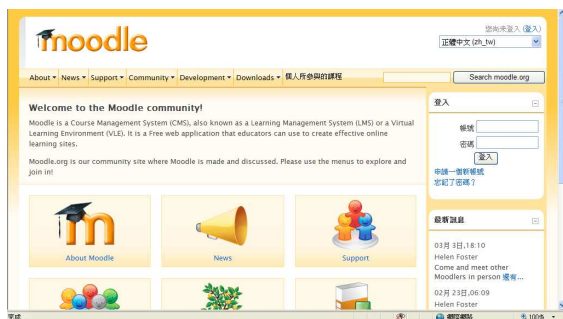 您尚未登入 (登入)
moodle
正體中文 (zh_tw)
About News Support Community Development Downloads 個人所參與的課程
Search moodle.org
Welcome to the Moodle community!
Moodle is a Course Management System (CMS), also known as a Learning
Management System (LMS) or a Virtual
Learning Environment (VLE). It is a Free web application that educators can
use to create effective online
learning sites.
Moodle.org is our community site where Moodle is made and discussed. Please use the menus to explore and
join in!
m
About Moodle
News
Support
登入
帳號
密碼
登入
申請一個新帳號
忘記了密碼？
最新訊息
03月 3日,18:10
Helen Foster
Come and meet other
Moodlers in person 還有...
02月 23日,06:09
Helen Foster
完成
網際網路
100%